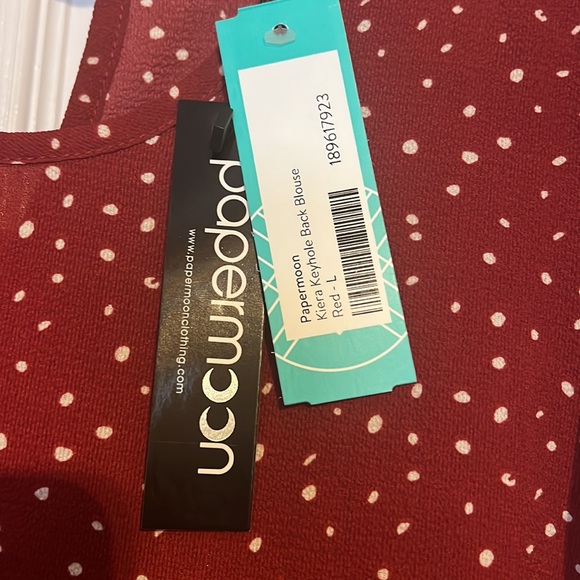 papermoon
www.papermoonclothing.com
Papermoon
Kiera Keyhole Back Blouse
Red - L
189617923